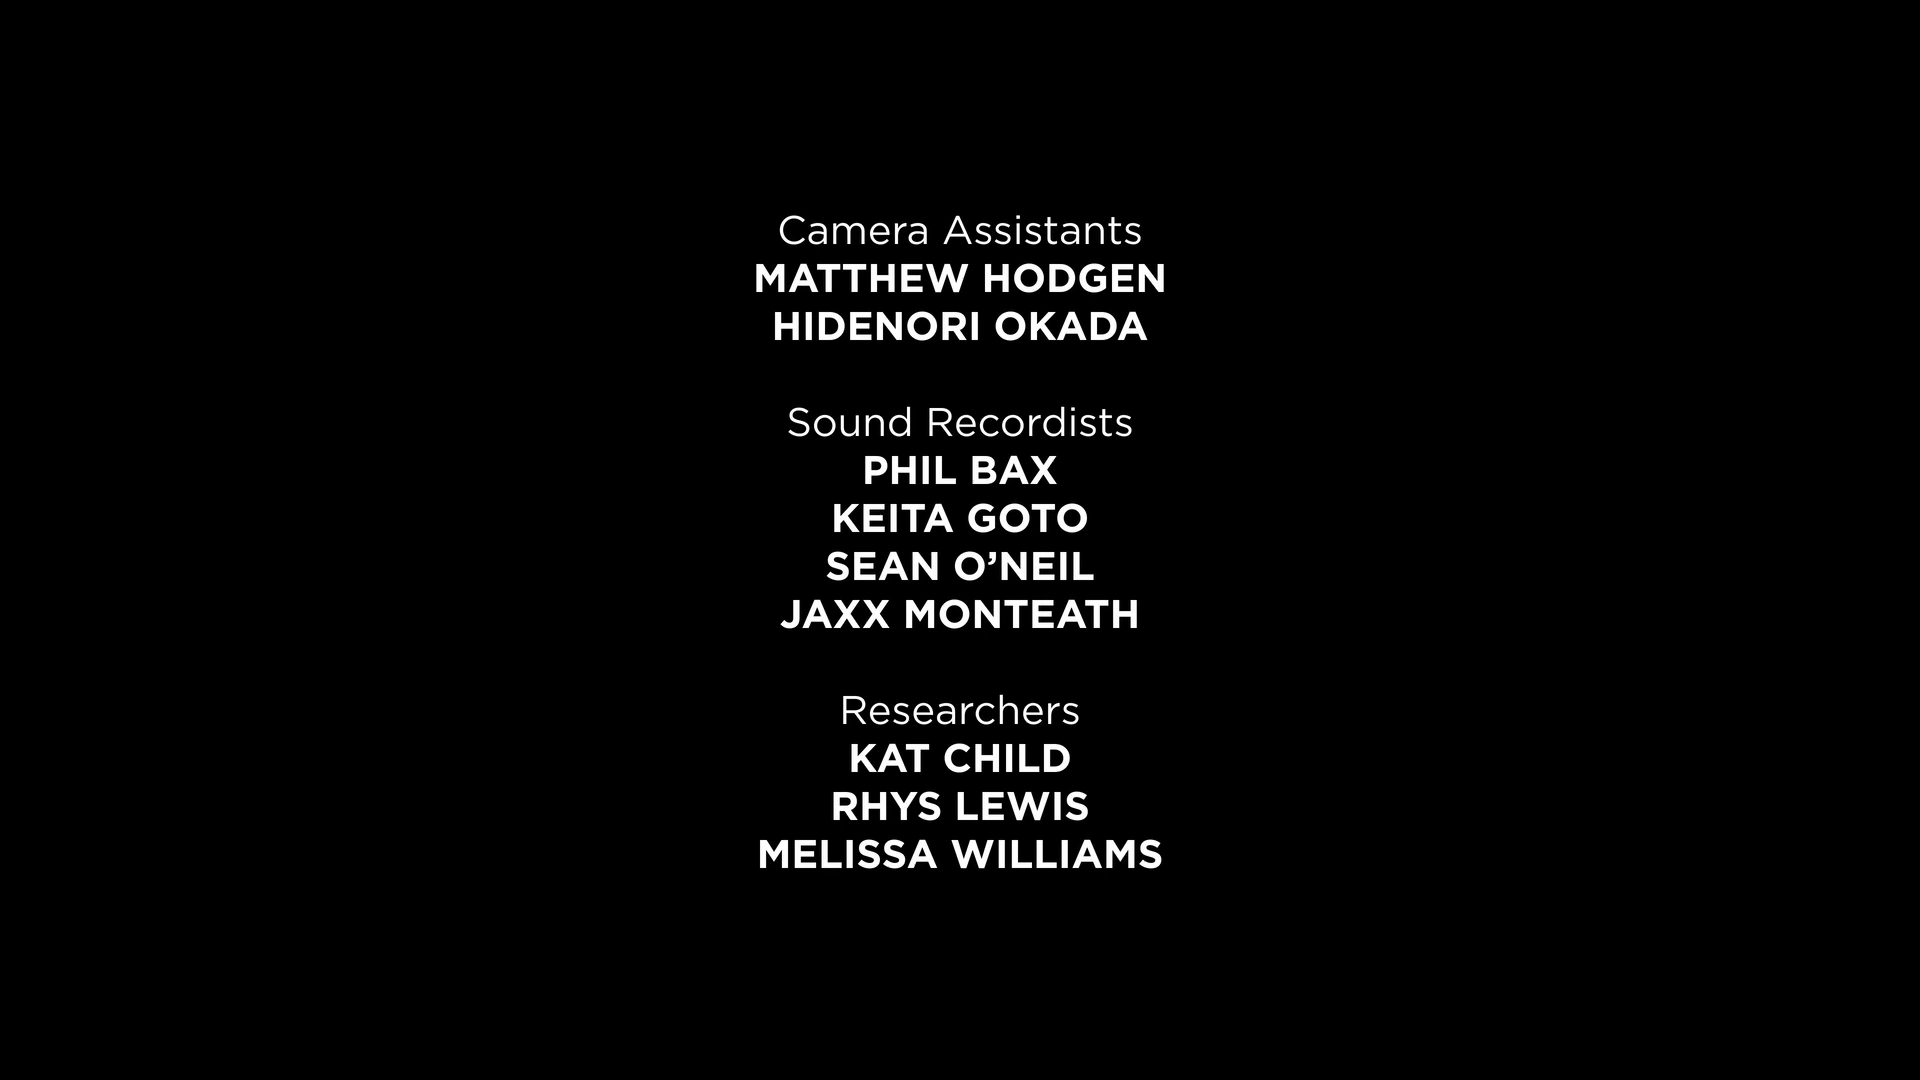 Camera Assistants
MATTHEW HODGEN
HIDENORI OKADA
Sound Recordists
PHIL BAX
KEITA GOTO
SEAN O’NEIL
JAXX MONTEATH
Researchers
KAT CHILD
RHYS LEWIS
MELISSA WILLIAMS